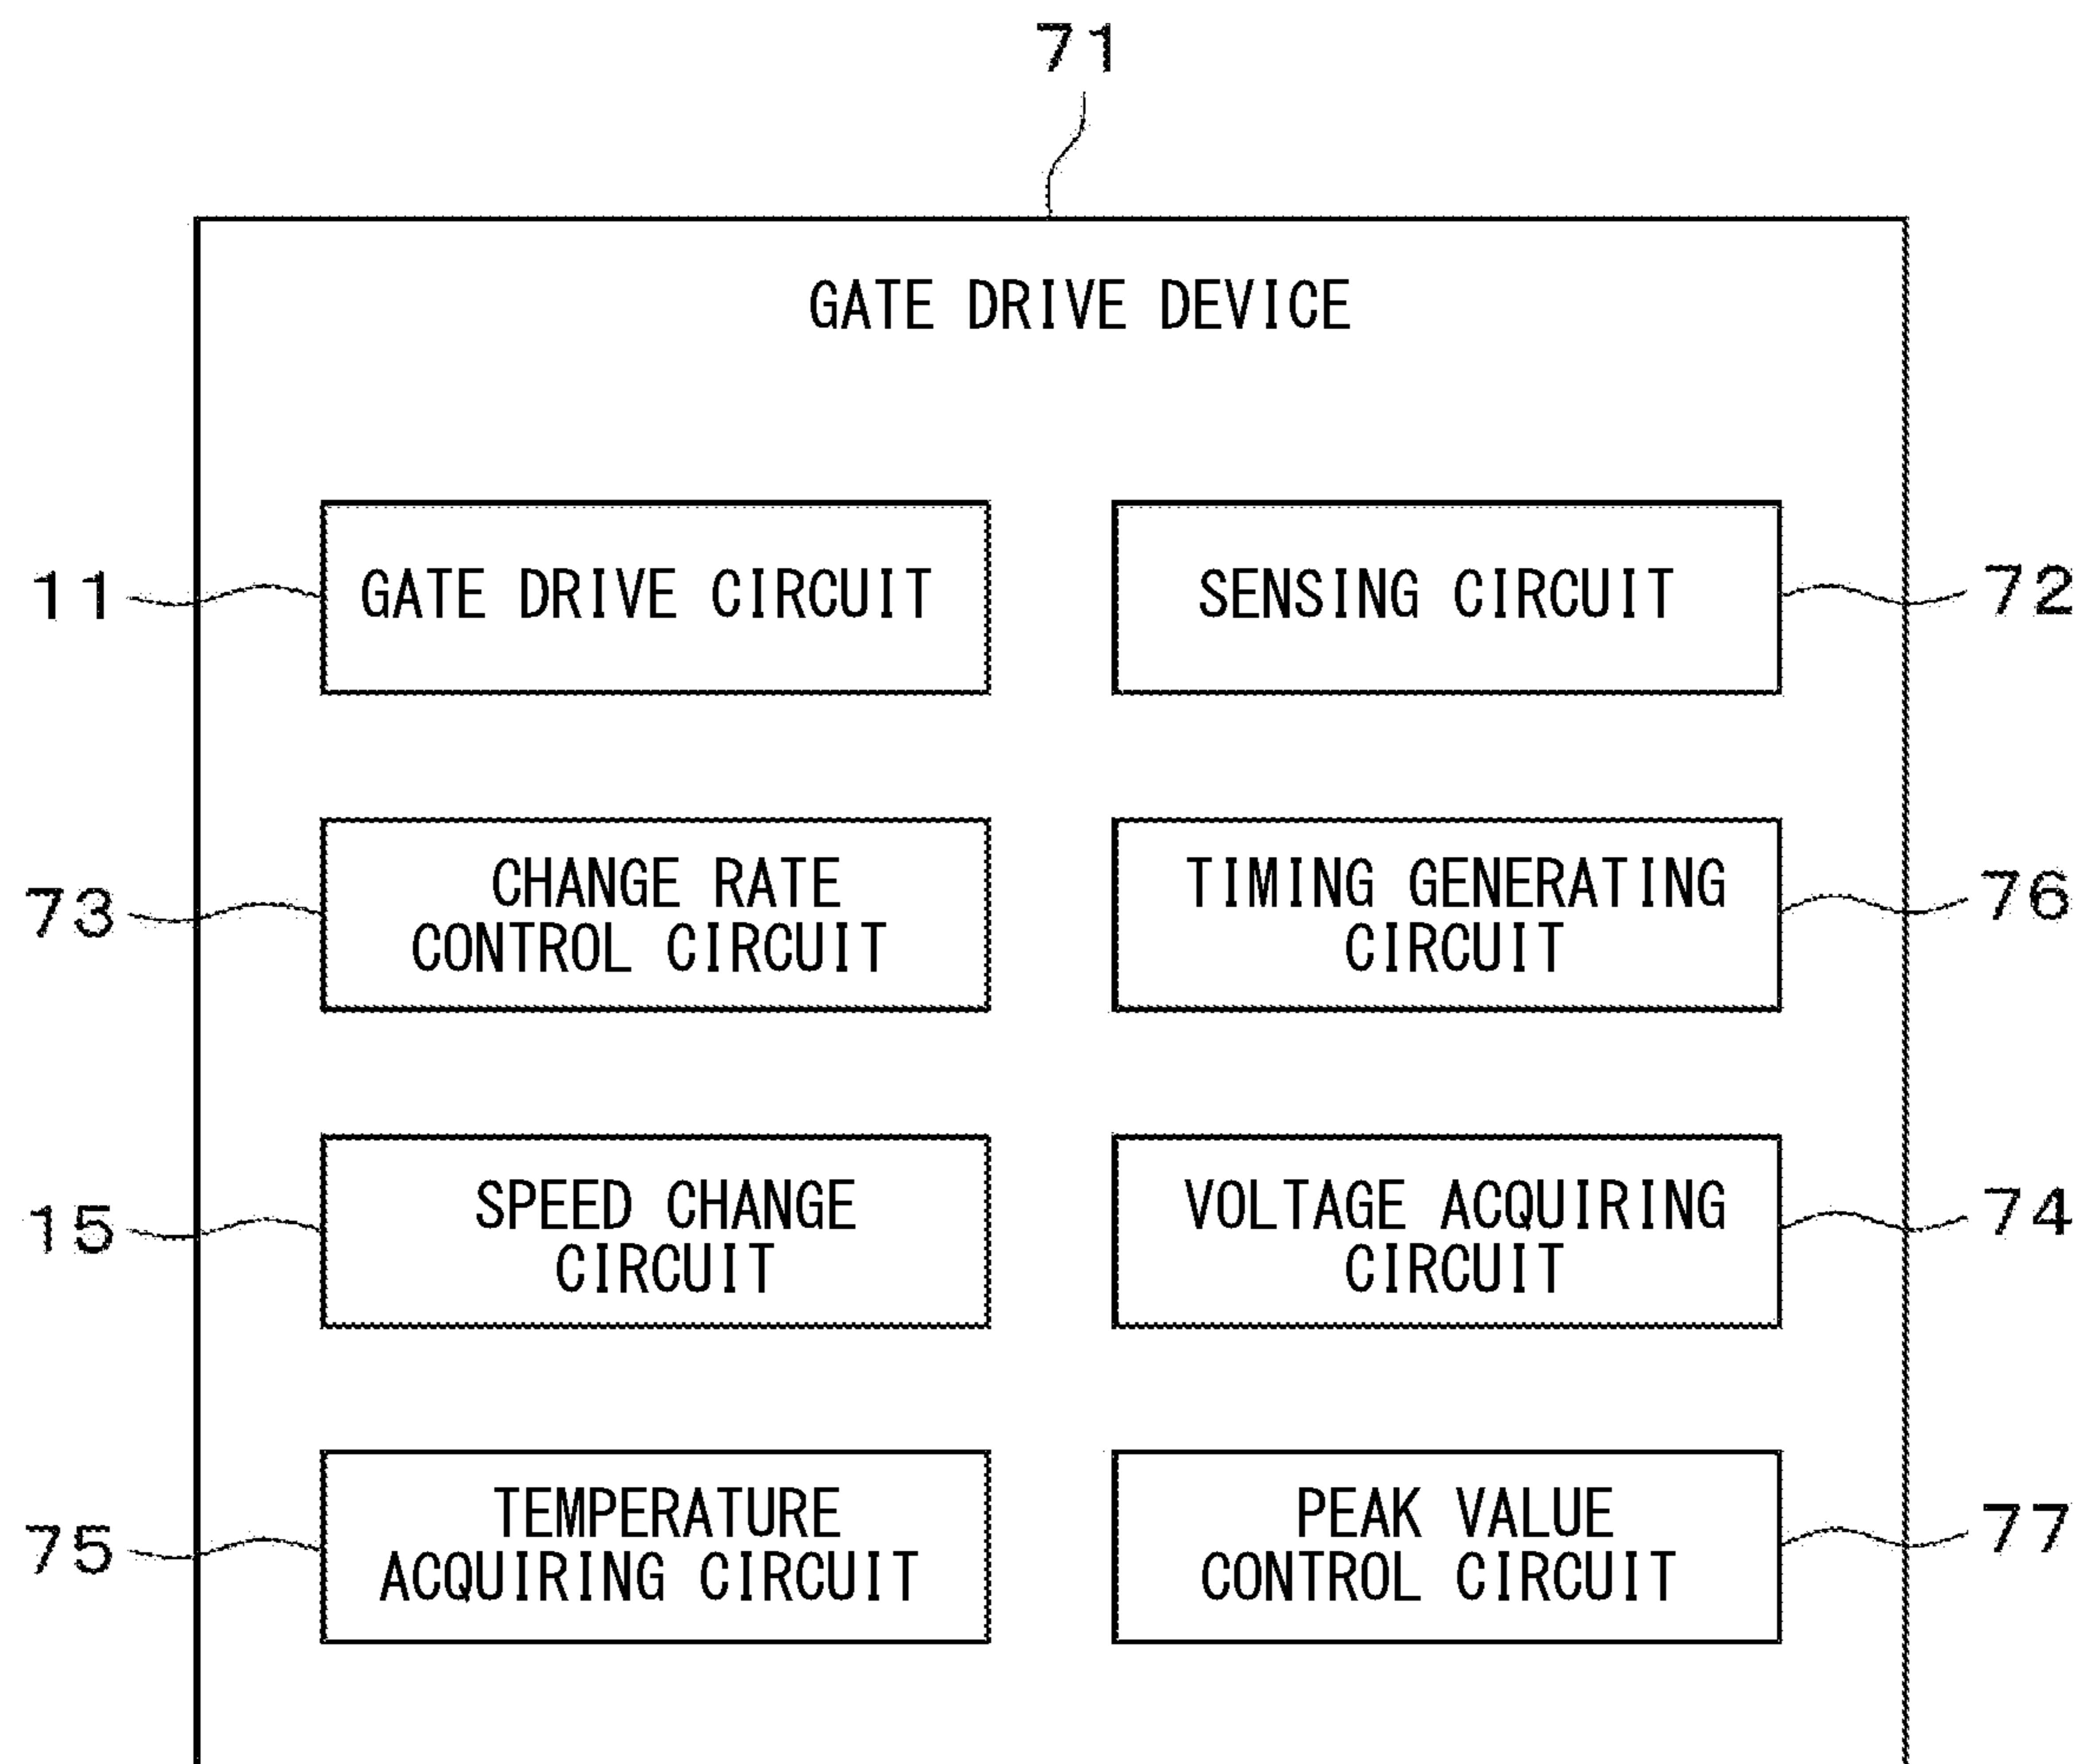 71
GATE DRIVE DEVICE
11
GATE DRIVE CIRCUIT
SENSING CIRCUIT
72
73
CHANGE RATE
CONTROL CIRCUIT
TIMING GENERATING
CIRCUIT
76
15
SPEED CHANGE
CIRCUIT
VOLTAGE ACQUIRING
CIRCUIT
74
75
TEMPERATURE
ACQUIRING CIRCUIT
PEAK VALUE
CONTROL CIRCUIT
77